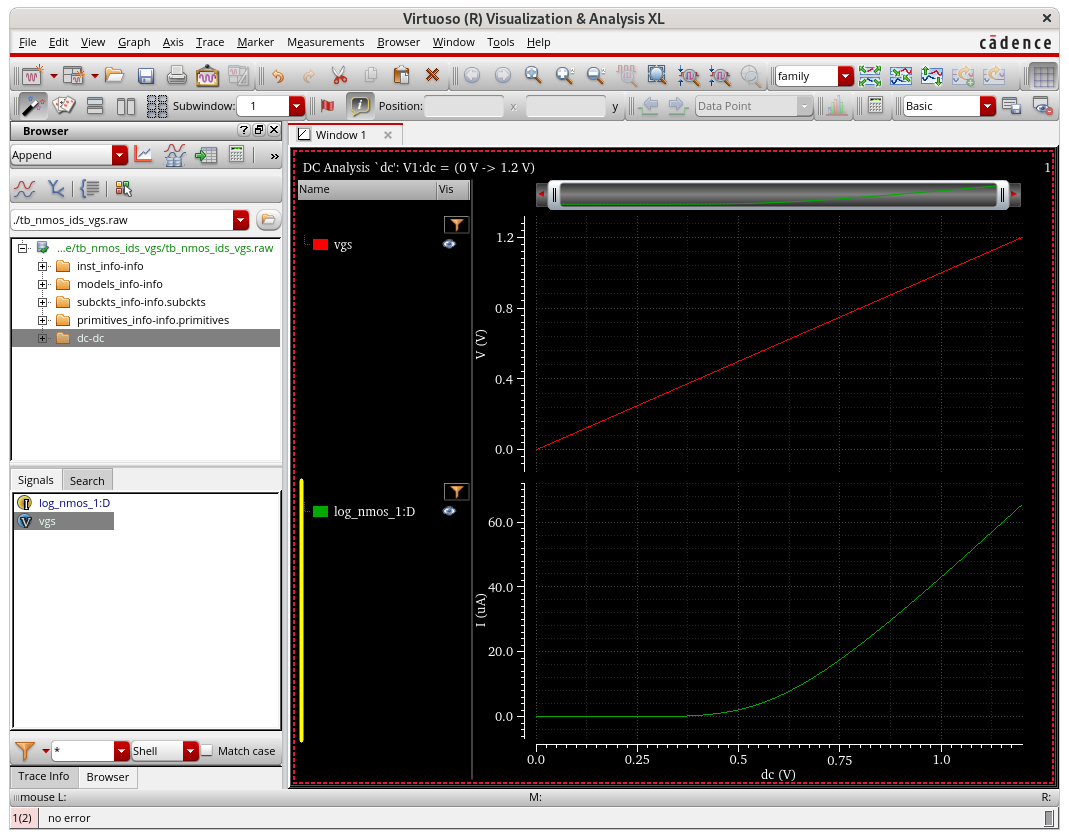 Virtuoso (R) Visualization & Analysis XL
File Edit View Graph Axis Trace Marker Measurements Browser Window Tools Help
cādence
family
Subwindow: 1
Position:
x
y
Data Point
Basic
Browser
Window 1
Append
»
./tb_nmos_ids_vgs.raw
...e/tb_nmos_ids_vgs/tb_nmos_ids_vgs.raw
inst_info-info
models_info-info
subckts_info-info.subckts
primitives_info-info.primitives
dc-dc
Signals Search
log_nmos_1:D
vgs
* Shell Match case
Trace Info Browser
DC Analysis `dc': V1:dc = (0 V -> 1.2 V)
1
Name Vis
vgs
log_nmos_1:D
1.2
0.8
0.4
0.0
V (V)
60.0
40.0
20.0
0.0
I (uA)
0.0 0.25 0.5 0.75 1.0
dc (V)
mouse L: M: R:
1(2) no error